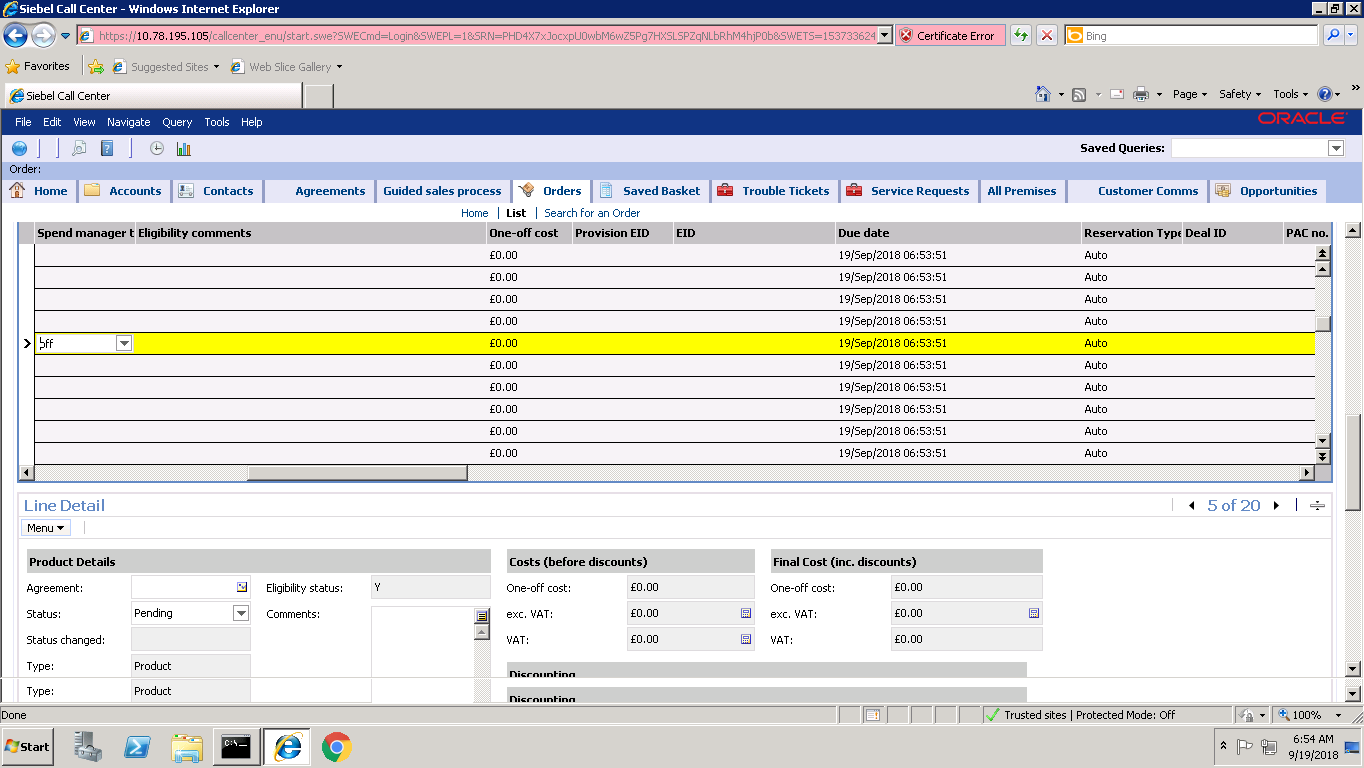 Siebel Call Center - Windows Internet Explorer
https://10.78.195.105/callcenter_enu/start.swe?SWECmd=Login&SWEPL=1&SRN=PHD4X7xJocxpU0wbM6wZ5Pg7HXSLSPZqNLbRhM4hjP0b&SWETS=153733624
Certificate Error
Bing
Favorites
Suggested Sites
Web Slice Gallery
Siebel Call Center
Page
Safety
Tools
File Edit View Navigate Query Tools Help
ORACLE
Saved Queries:
Order:
Home Accounts Contacts Agreements Guided sales process Orders Saved Basket Trouble Tickets Service Requests All Premises Customer Comms Opportunities
Home | List | Search for an Order
Spend manager t Eligibility comments One-off cost Provision EID EID Due date Reservation Type Deal ID PAC no.
£0.00 19/Sep/2018 06:53:51 Auto
£0.00 19/Sep/2018 06:53:51 Auto
£0.00 19/Sep/2018 06:53:51 Auto
£0.00 19/Sep/2018 06:53:51 Auto
off £0.00 19/Sep/2018 06:53:51 Auto
£0.00 19/Sep/2018 06:53:51 Auto
£0.00 19/Sep/2018 06:53:51 Auto
£0.00 19/Sep/2018 06:53:51 Auto
£0.00 19/Sep/2018 06:53:51 Auto
£0.00 19/Sep/2018 06:53:51 Auto
Line Detail
5 of 20
Menu
Product Details Costs (before discounts) Final Cost (inc. discounts)
Agreement: Eligibility status: Y One-off cost: £0.00 One-off cost: £0.00
Status: Pending Comments: exc. VAT: £0.00 exc. VAT: £0.00
Status changed: VAT: £0.00 VAT: £0.00
Type: Product
Discounting
Type: Product
Discounting
Done
Trusted sites | Protected Mode: Off
100%
Start
6:54 AM
9/19/2018